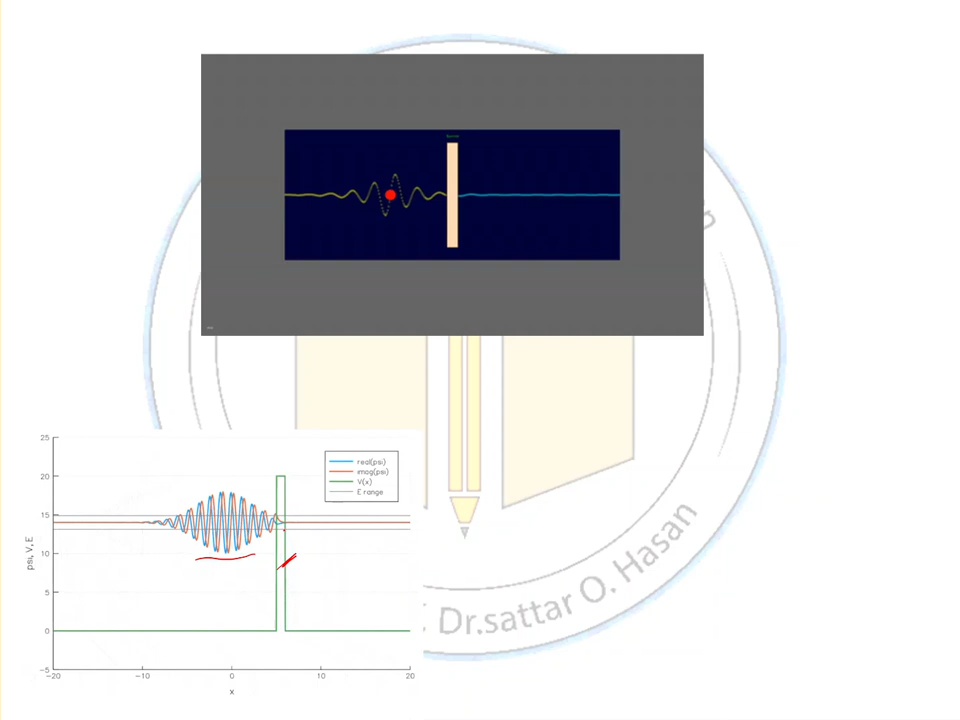 25
20
15
10
5
0
-5
-20
-10
0
10
20
psi, V, E
x
real(psi)
imag(psi)
V(x)
E range
Dr.sattar O. Hasan